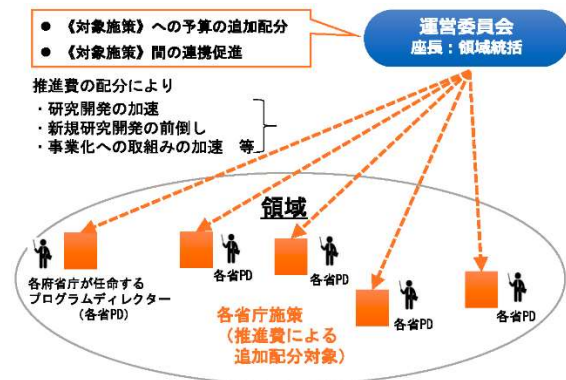 ● 《対象施策》への予算の追加配分
● 《対象施策》間の連携促進
運営委員会
座長：領域統括
推進費の配分により
・研究開発の加速
・新規研究開発の前倒し
・事業化への取組みの加速　等
領域
各府省庁が任命する
プログラムディレクター
（各省PD）
各省PD
各省PD
各省PD
各省PD
各省庁施策
（推進費による
追加配分対象）